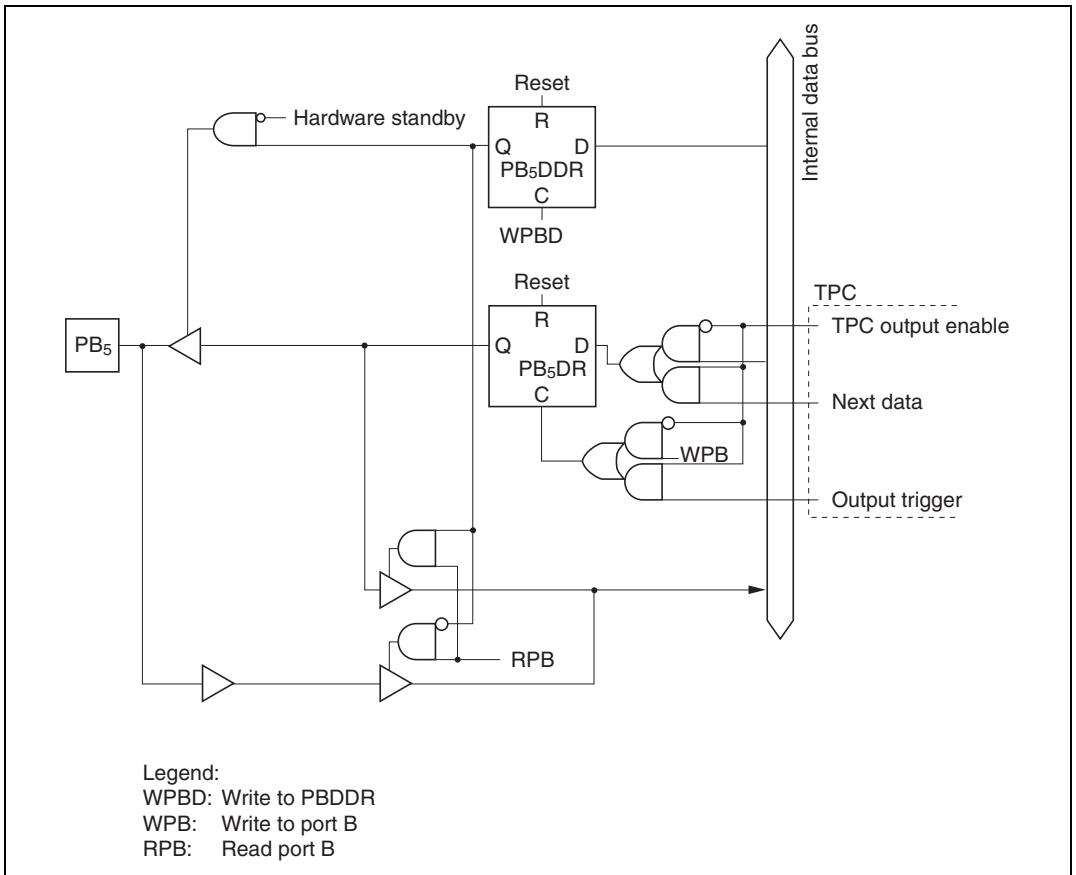 Reset
Hardware standby
R
Q D
PB5DDR
C
WPBD
Internal data bus
Reset
R
Q D
PB5DR
C
PB5
TPC
TPC output enable
Next data
WPB
Output trigger
RPB
Legend:
WPBD: Write to PBDDR
WPB: Write to port B
RPB: Read port B